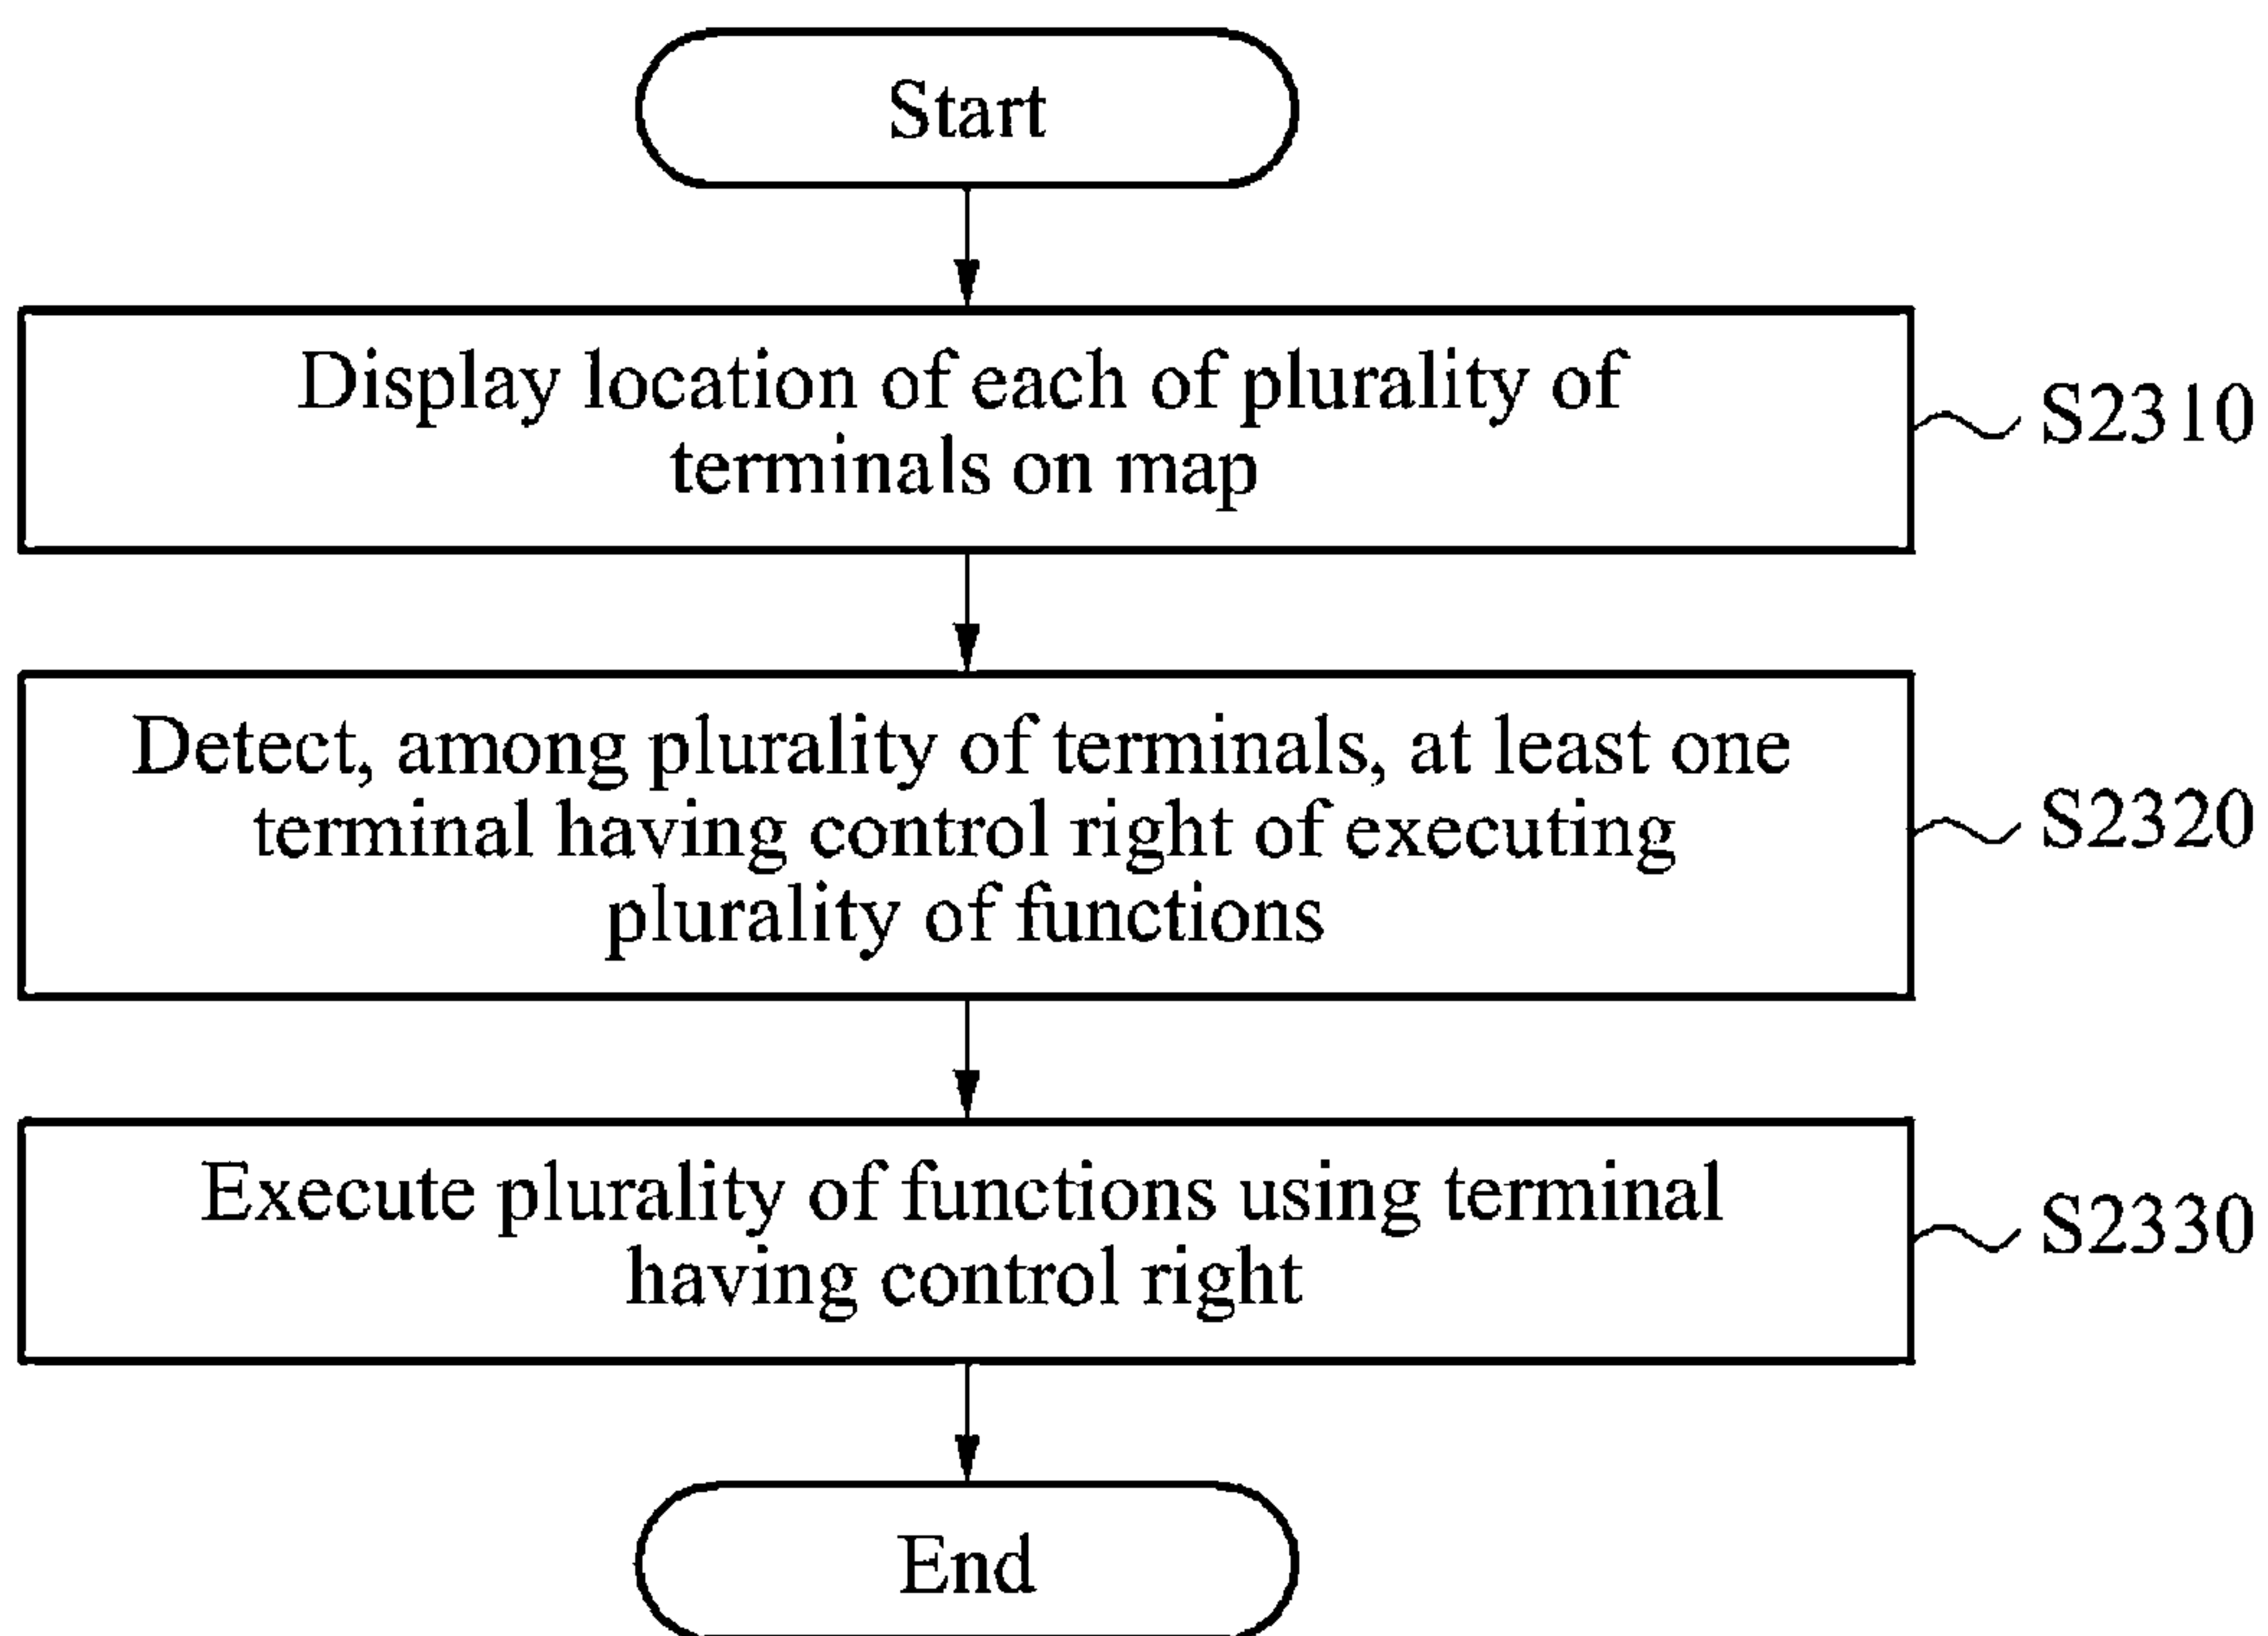 Start
Display location of each of plurality of
terminals on map
S2310
Detect, among plurality of terminals, at least one
terminal having control right of executing
plurality of functions
S2320
Execute plurality of functions using terminal
having control right
S2330
End